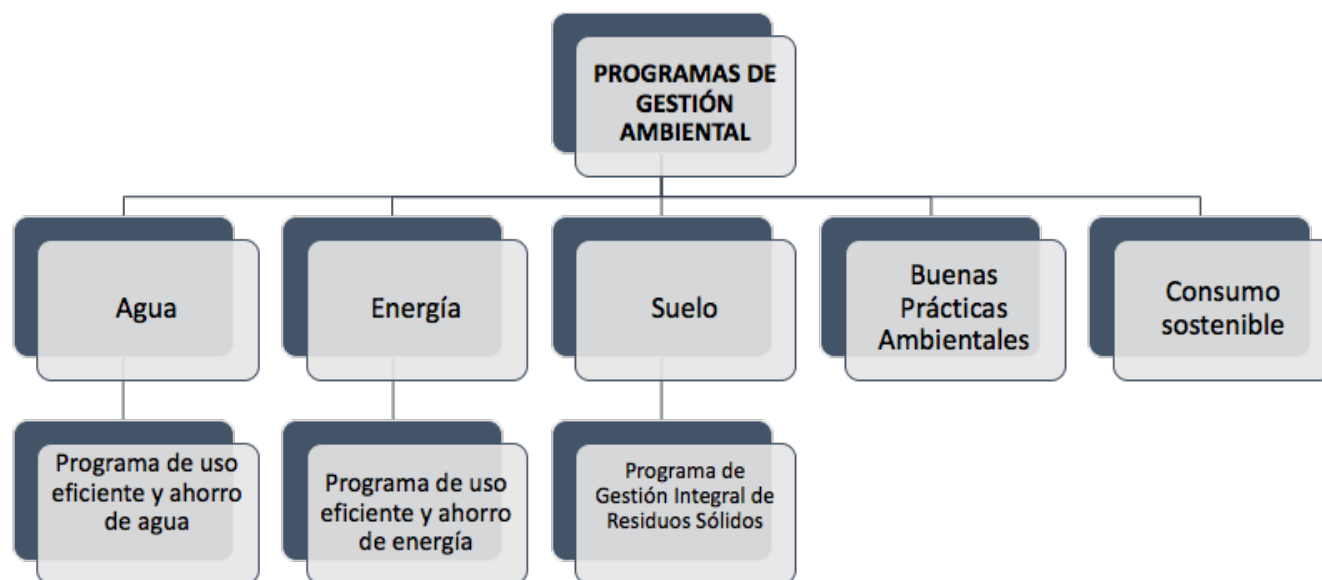 PROGRAMAS DE
GESTIÓN
AMBIENTAL
Agua
Energía
Suelo
Buenas
Prácticas
Ambientales
Consumo
sostenible
Programa de uso
eficiente y ahorro
de agua
Programa de uso
eficiente y ahorro
de energía
Programa de
Gestión Integral de
Residuos Sólidos